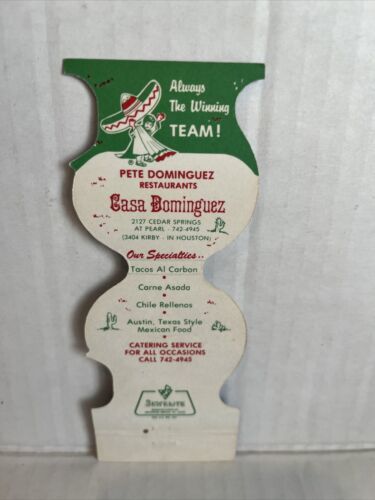 Always
The Winning
TEAM!
®
PETE DOMINGUEZ
RESTAURANTS
Casa Dominguez
2127 CEDAR SPRINGS
AT PEARL - 742-4945
(3404 KIRBY - IN HOUSTON)
Our Specialties..
Tacos Al Carbon
•
Carne Asada
•
Chile Rellenos
•
Austin, Texas Style
Mexican Food
CATERING SERVICE
FOR ALL OCCASIONS
CALL 742-4945